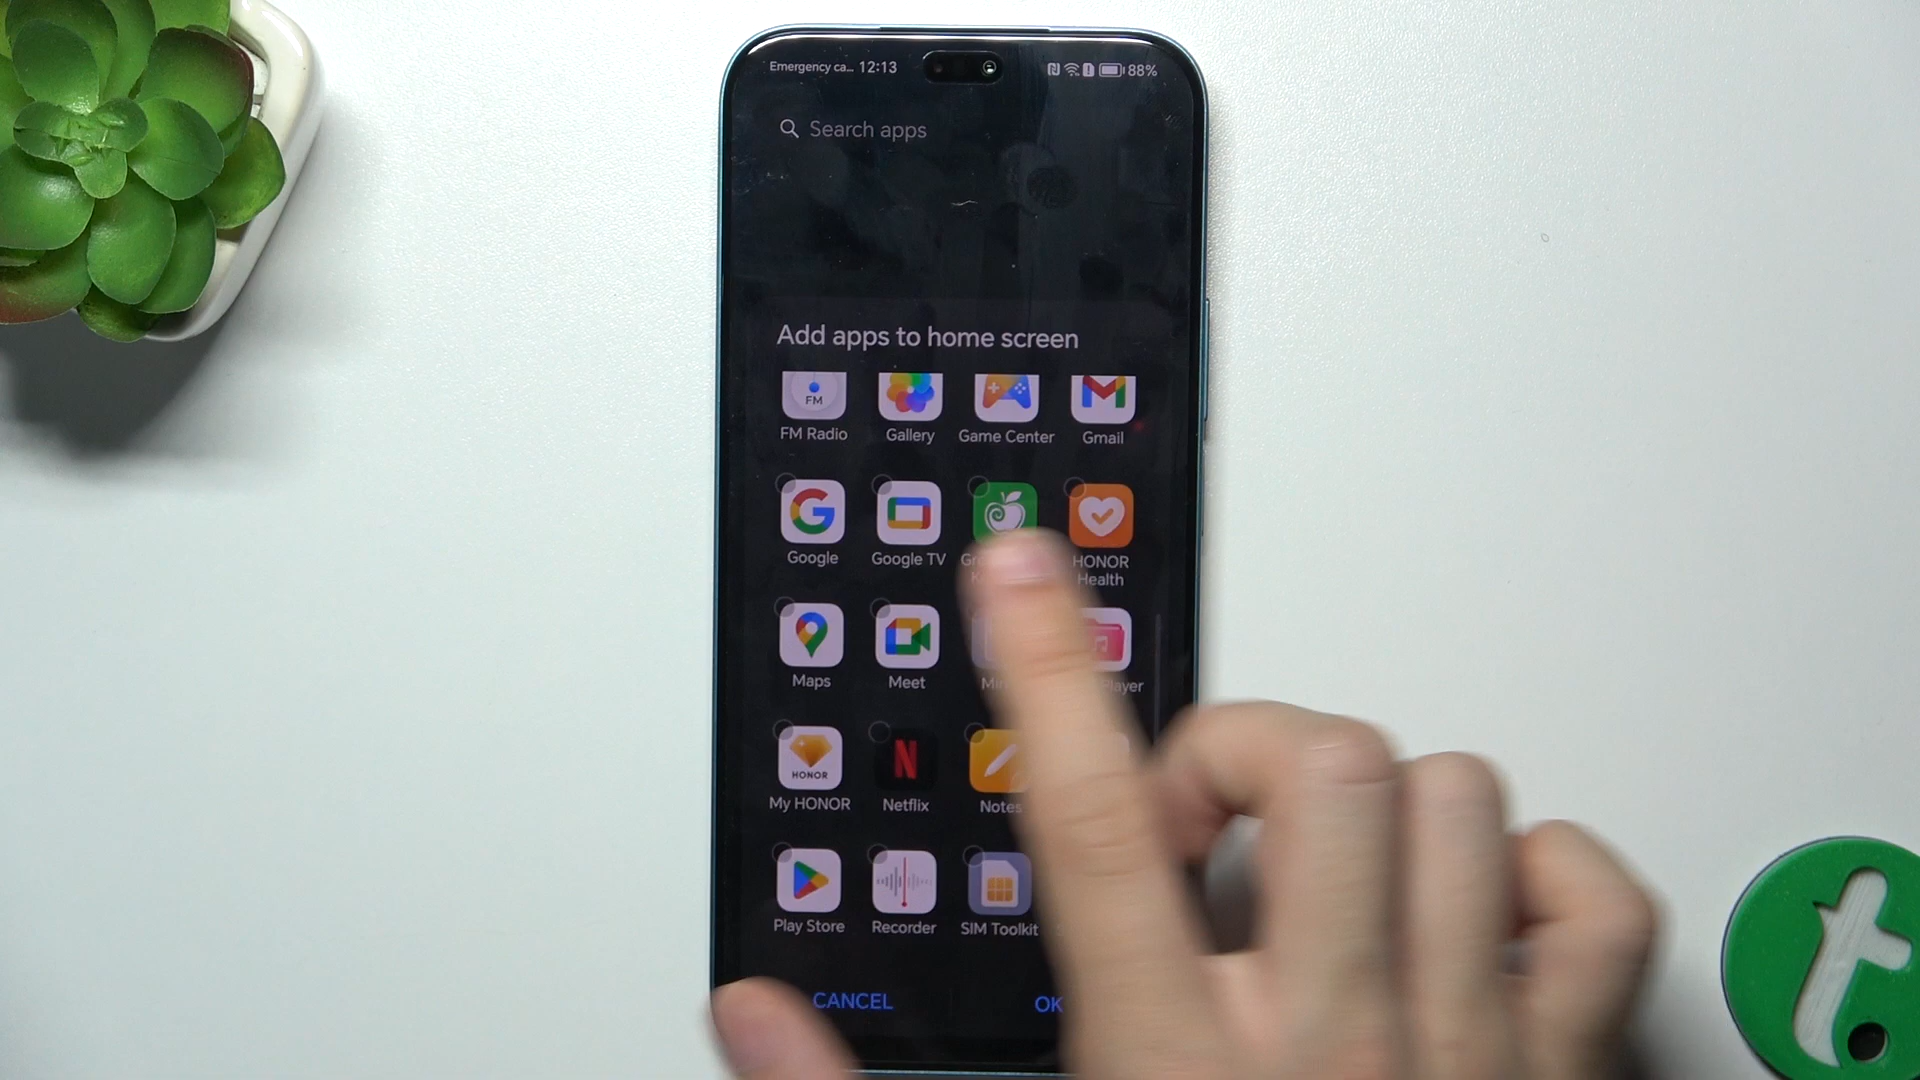 Emergency ca... 12:13 88%
Search apps
Add apps to home screen
FM
FM Radio Gallery Game Center Gmail
Google Google TV HONOR Health
Maps Meet
HONOR
My HONOR Netflix Notes
Play Store Recorder SIM Toolkit
CANCEL OK